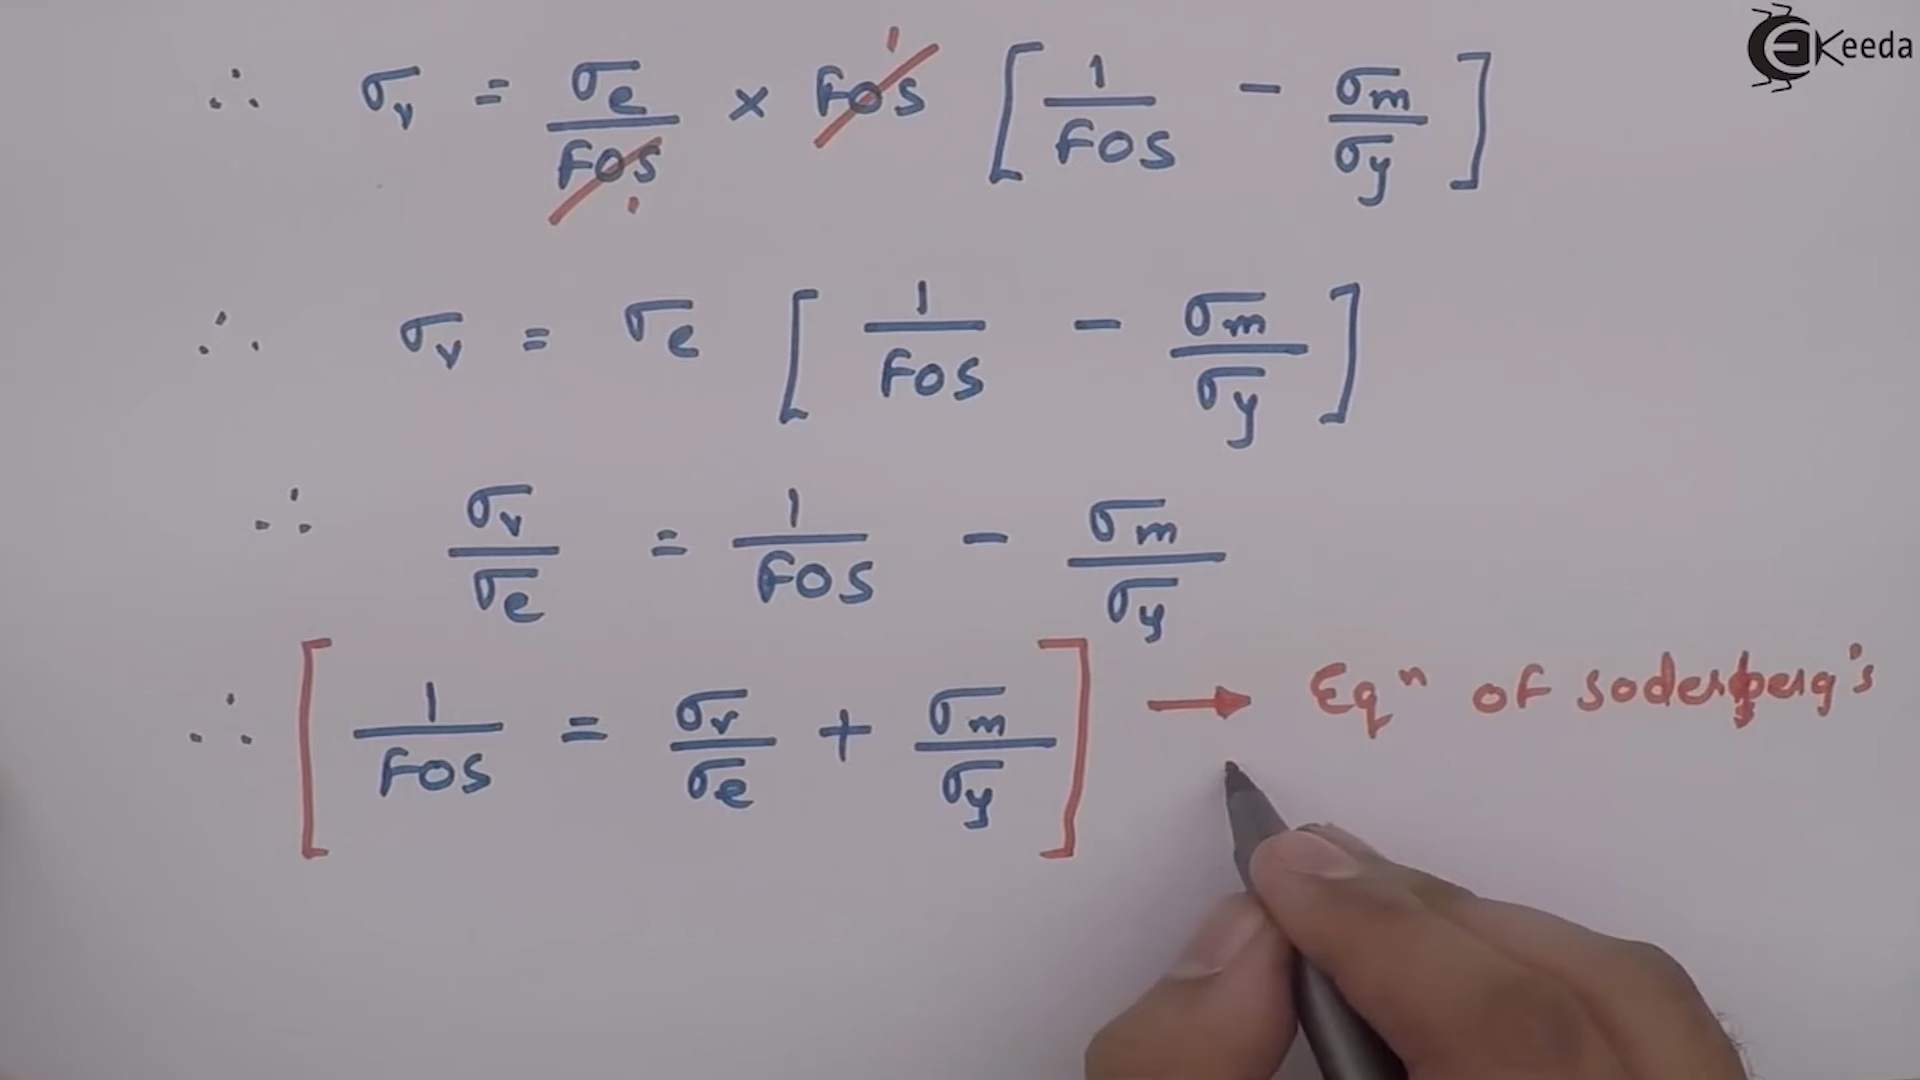 Keeda
∴ σv = σe/FOS × FOS [1/FOS - σm/σy]
1
1
∴ σv = σe [1/FOS - σm/σy]
∴ σv/σe = 1/FOS - σm/σy
∴ [1/FOS = σv/σe + σm/σy] → Eqⁿ of soderberg's